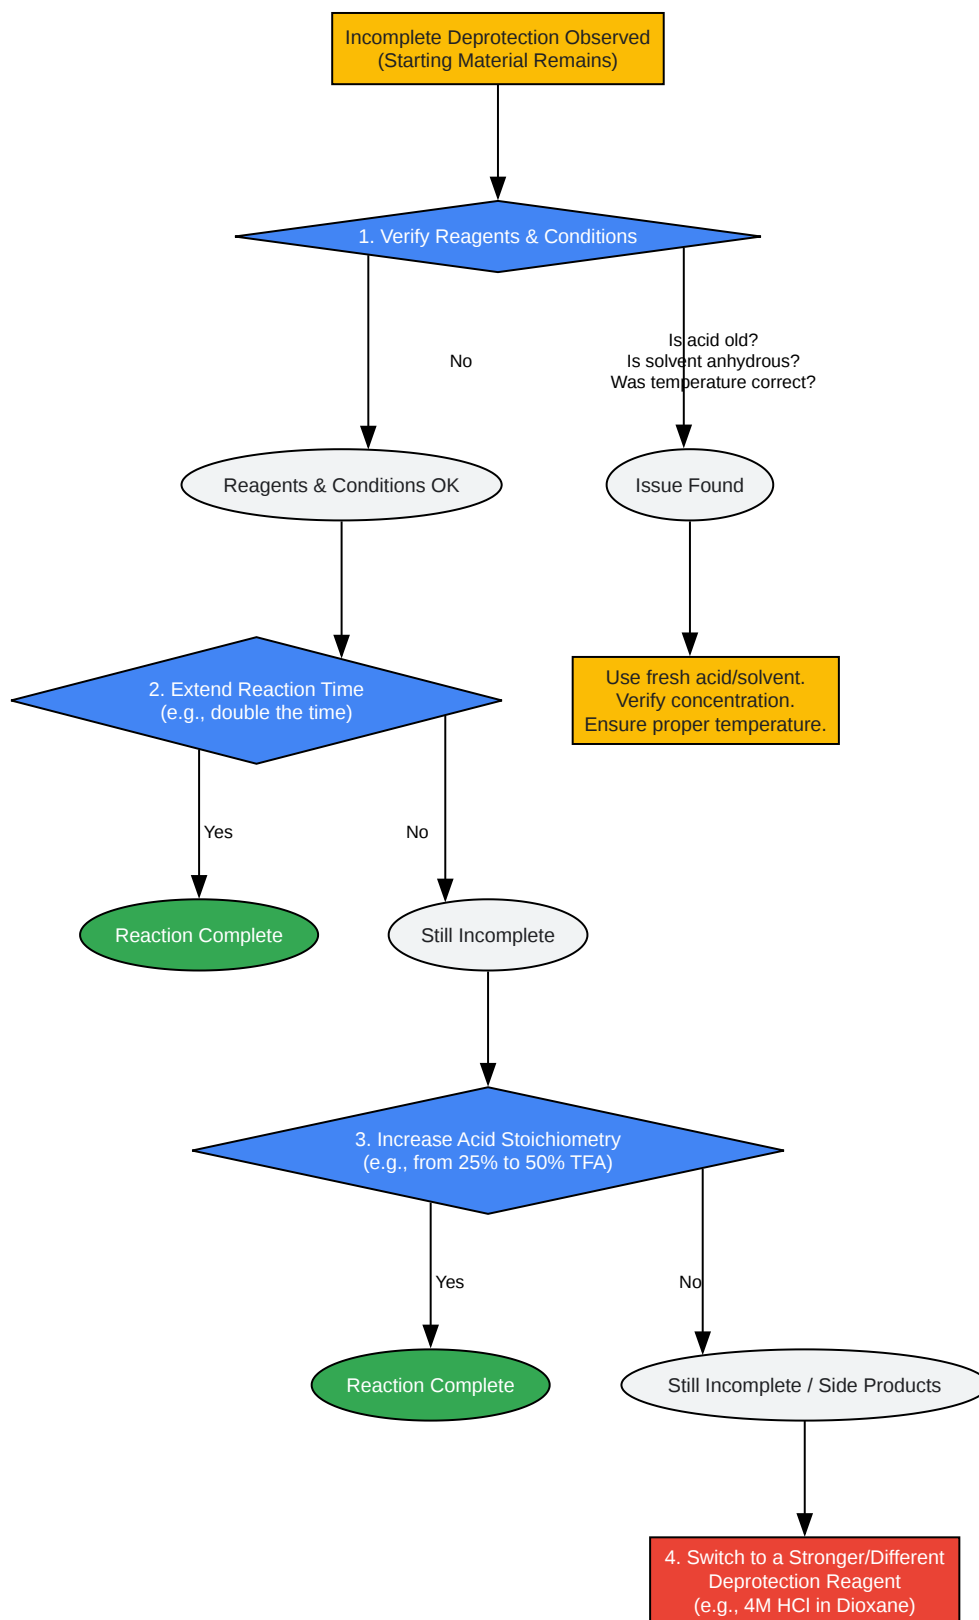 Incomplete Deprotection Observed
(Starting Material Remains)
1. Verify Reagents & Conditions
No
Is acid old?
Is solvent anhydrous?
Was temperature correct?
Reagents & Conditions OK
Issue Found
2. Extend Reaction Time
(e.g., double the time)
Use fresh acid/solvent.
Verify concentration.
Ensure proper temperature.
Yes
No
Reaction Complete
Still Incomplete
3. Increase Acid Stoichiometry
(e.g., from 25% to 50% TFA)
Yes
No
Reaction Complete
Still Incomplete / Side Products
4. Switch to a Stronger/Different
Deprotection Reagent
(e.g., 4M HCl in Dioxane)